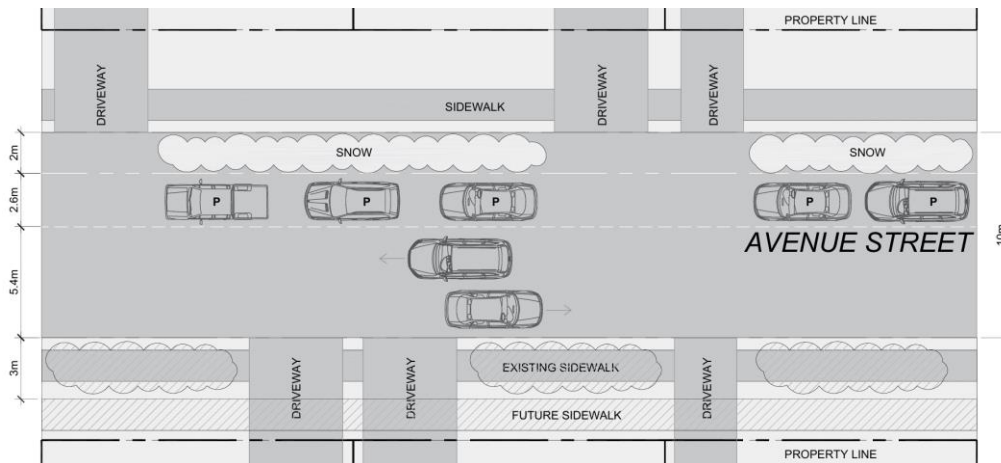 PROPERTY LINE
DRIVEWAY
DRIVEWAY
DRIVEWAY
SIDEWALK
2m
SNOW
SNOW
2.6m
P
P
P
P
P
AVENUE STREET
10m
5.4m
3m
DRIVEWAY
DRIVEWAY
EXISTING SIDEWALK
DRIVEWAY
FUTURE SIDEWALK
PROPERTY LINE